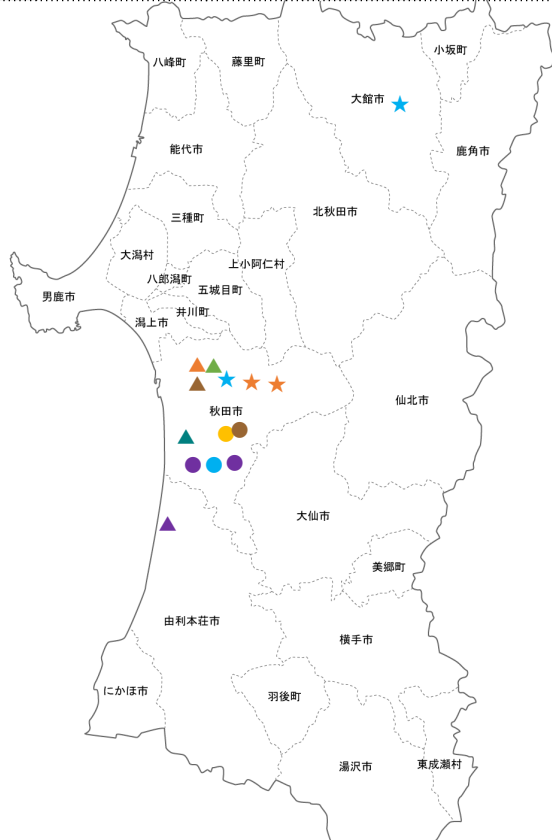 小坂町
八峰町
藤里町
大館市
能代市
鹿角市
北秋田市
三種町
大潟村
上小阿仁村
八郎潟町
五城目町
男鹿市
井川町
潟上市
仙北市
秋田市
大仙市
美郷町
由利本荘市
横手市
にかほ市
羽後町
湯沢市
東成瀬村